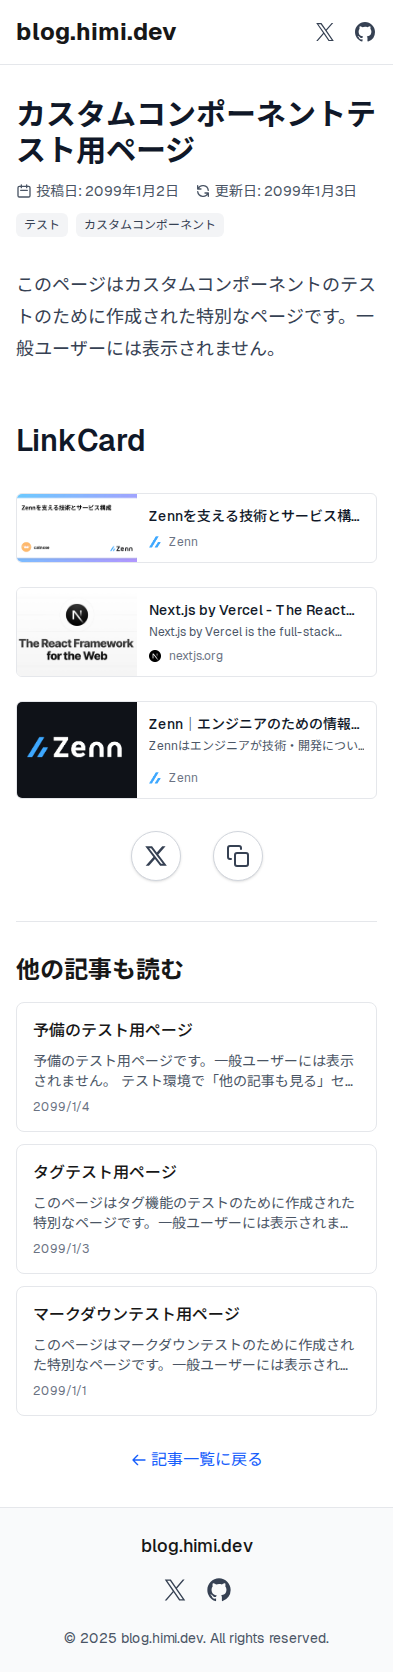 blog.himi.dev
カスタムコンポーネントテ
スト用ページ
投稿日: 2099年1月2日 更新日: 2099年1月3日
テスト カスタムコンポーネント
このページはカスタムコンポーネントのテス
トのために作成された特別なページです。一
般ユーザーには表示されません。
LinkCard
Zennを支える技術とサービス構成
catnose
Zenn
Zennを支える技術とサービス構...
Zenn
The React Framework
for the Web
Next.js by Vercel - The React...
Next.js by Vercel is the full-stack...
nextjs.org
Zenn
Zenn｜エンジニアのための情報...
Zennはエンジニアが技術・開発につい...
Zenn
他の記事も読む
予備のテスト用ページ
予備のテスト用ページです。一般ユーザーには表示
されません。 テスト環境で「他の記事も見る」セ...
2099/1/4
タグテスト用ページ
このページはタグ機能のテストのために作成された
特別なページです。一般ユーザーには表示されま...
2099/1/3
マークダウンテスト用ページ
このページはマークダウンテストのために作成され
た特別なページです。一般ユーザーには表示され...
2099/1/1
← 記事一覧に戻る
blog.himi.dev
© 2025 blog.himi.dev. All rights reserved.